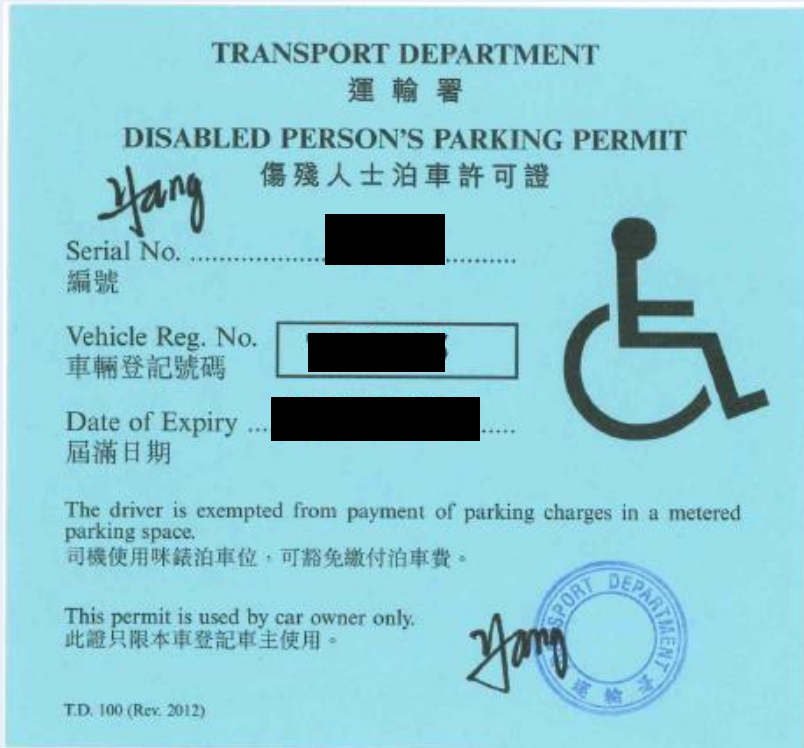 TRANSPORT DEPARTMENT
運輸署
DISABLED PERSON'S PARKING PERMIT
傷殘人士泊車許可證
Yang
Serial No. ..................................
編號
Vehicle Reg. No.
車輛登記號碼
Date of Expiry ........
屆滿日期
The driver is exempted from payment of parking charges in a metered
parking space.
司機使用咪錶泊車位,可豁免繳付泊車費。
This permit is used by car owner only.
此證只限本車登記車主使用。
Yang
TRANSPORT DEPARTMENT
運輸署
T.D. 100 (Rev. 2012)